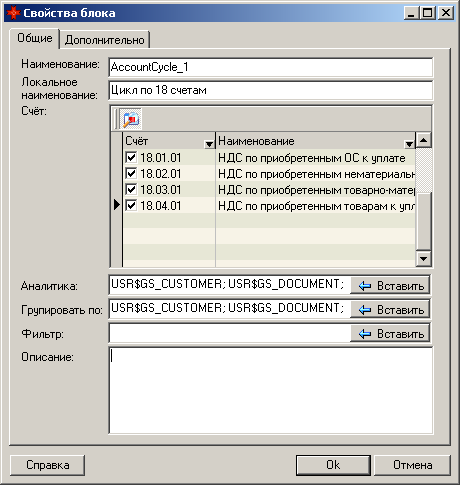 Свойства блока
Общие Дополнительно
Наименование: AccountCycle_1
Локальное наименование: Цикл по 18 счетам
Счёт:
Счёт Наименование
18.01.01 НДС по приобретенным ОС к уплате
18.02.01 НДС по приобретенным нематериальн
18.03.01 НДС по приобретенным товарно-мате
18.04.01 НДС по приобретенным товарам к упл
Аналитика: USR$GS_CUSTOMER; USR$GS_DOCUMENT; Вставить
Групировать по: USR$GS_CUSTOMER; USR$GS_DOCUMENT; Вставить
Фильтр: Вставить
Описание:
Справка Ok Отмена